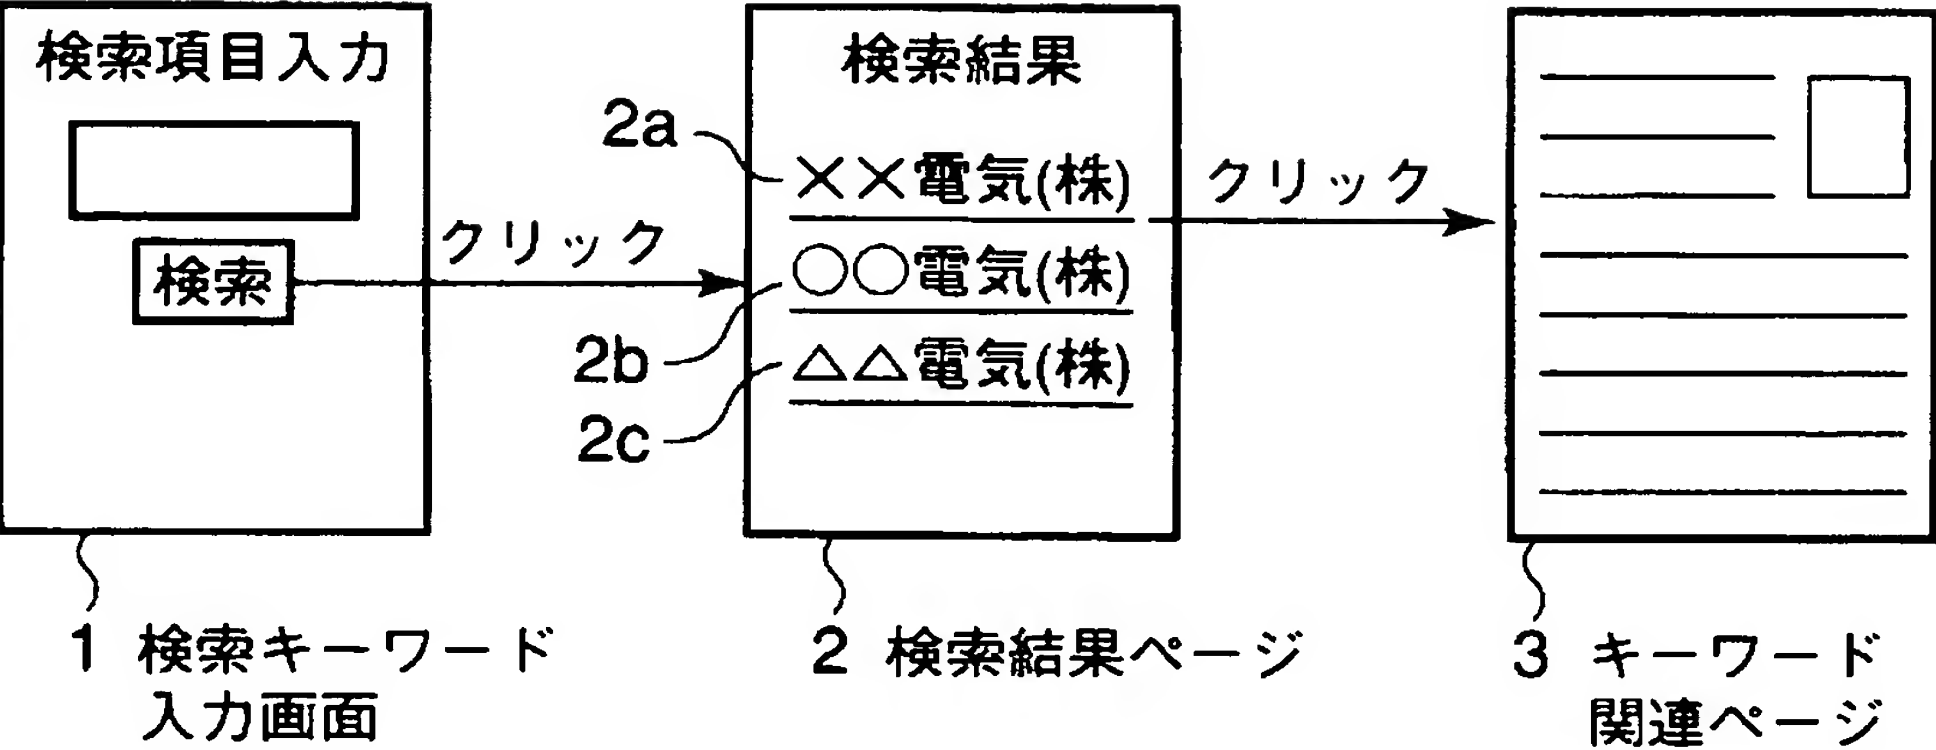 検索項目入力
検索
クリック
検索結果
2a
××電気(株)
2b
○○電気(株)
2c
△△電気(株)
クリック
1 検索キーワード
入力画面
2 検索結果ページ
3 キーワード
関連ページ